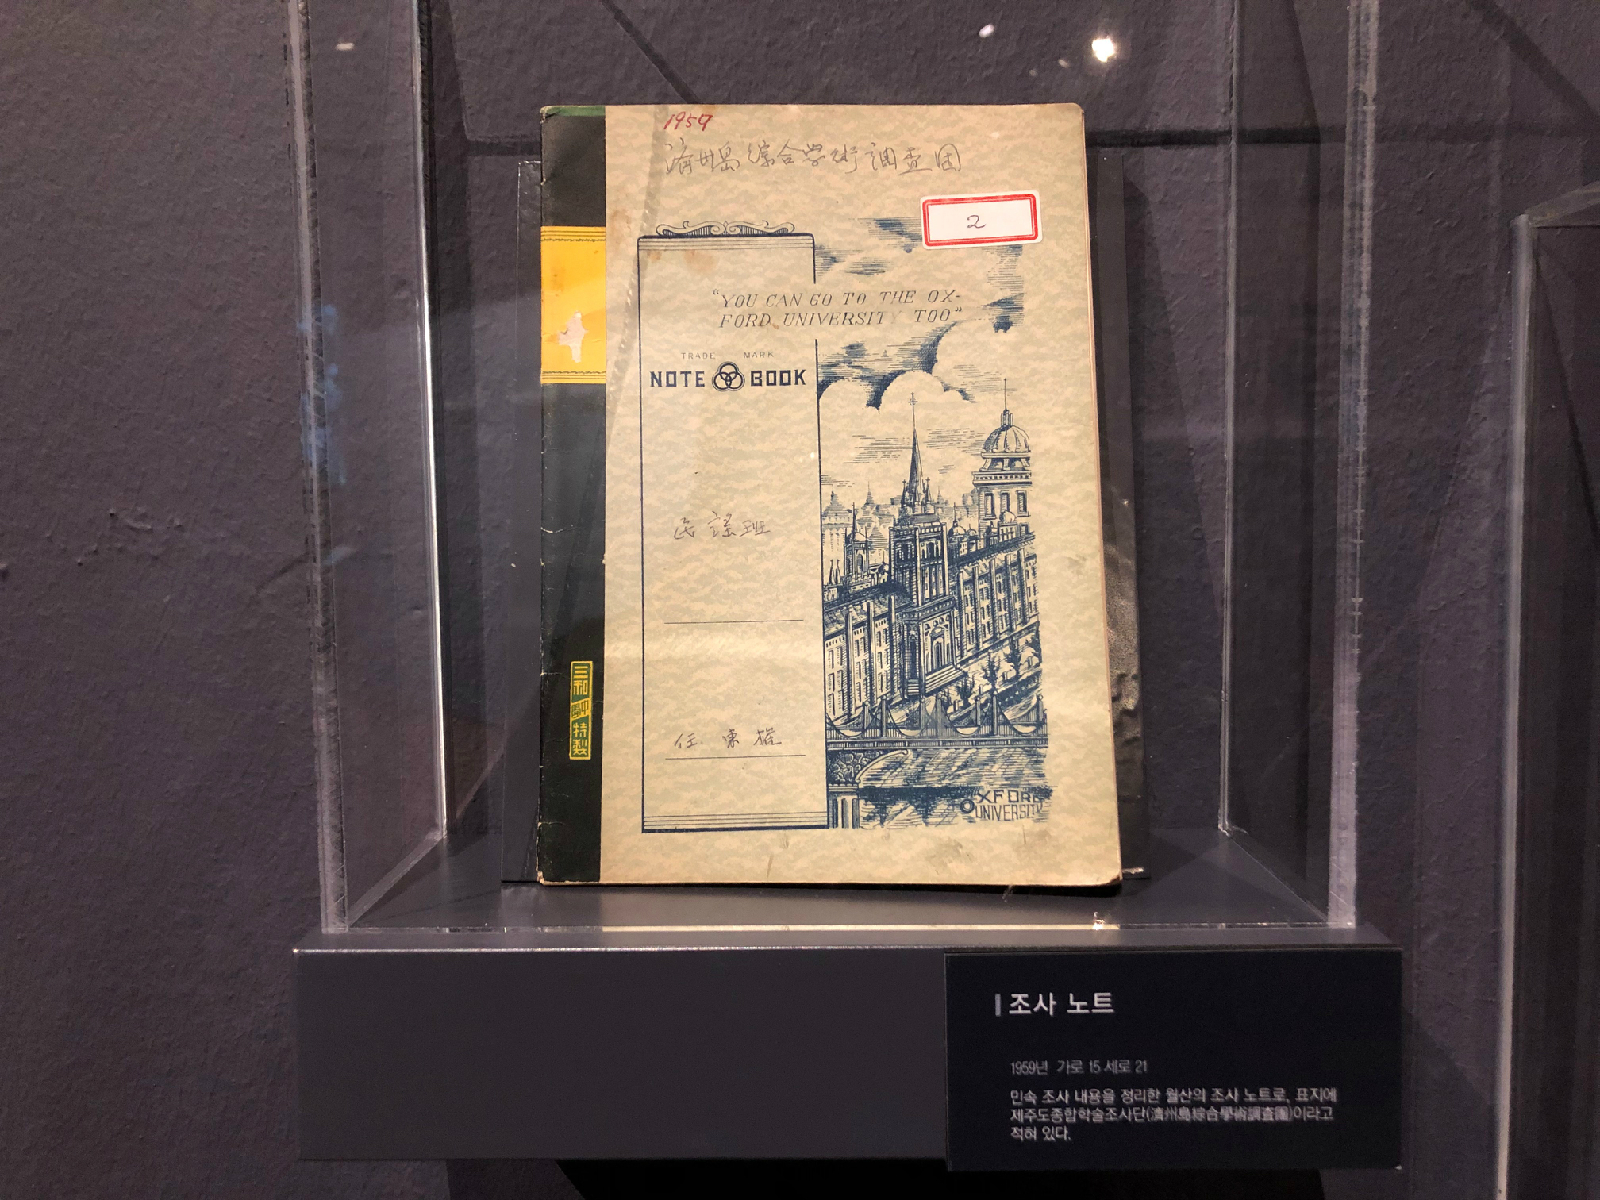 1959
濟州島 綜合學術調査団
2
"YOU CAN GO TO THE OX-
FORD UNIVERSITY TOO"
TRADE MARK
NOTE BOOK
民謠班
任東權
OXFORD
UNIVERSITY
特製
조사 노트
1959년 가로 15 세로 21
민속 조사 내용을 정리한 월산의 조사 노트로, 표지에
제주도종합학술조사단(濟州島綜合學術調査團)이라고
적혀 있다.